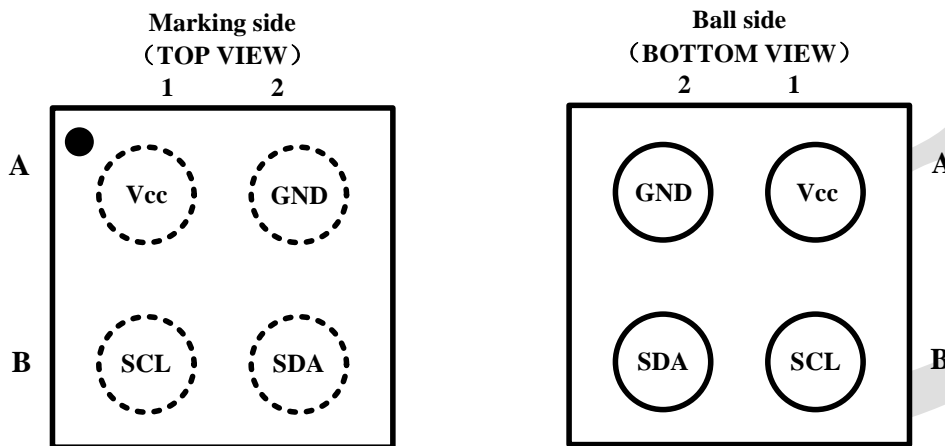 Marking side
（TOP VIEW）
1 2
A
Vcc GND
B
SCL SDA
Ball side
（BOTTOM VIEW）
2 1
GND Vcc
A
SDA SCL
B